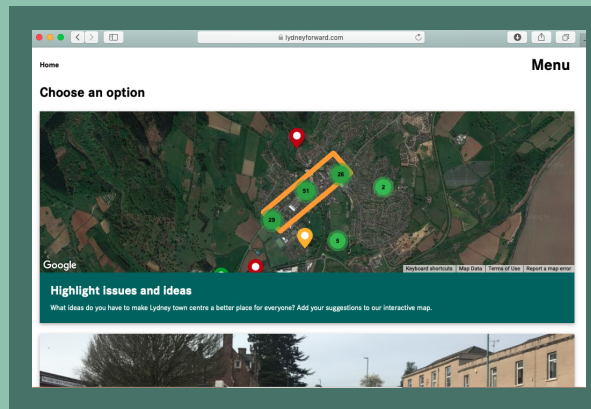 lydneyforward.com
Home
Menu
Choose an option
26
51
2
29
5
Google
Keyboard shortcuts
Map Data
Terms of Use
Report a map error
Highlight issues and ideas
What ideas do you have to make Lydney town centre a better place for everyone? Add your suggestions to our interactive map.